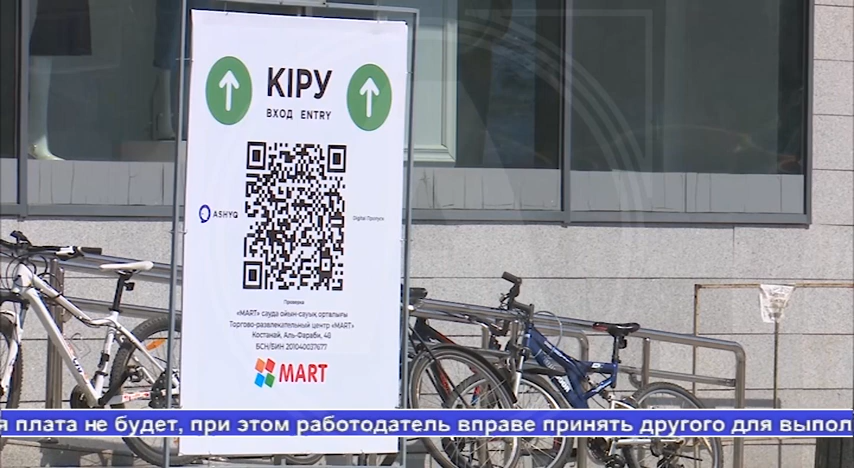 КІРУ
ВХОД ENTRY
ASHYQ
Digital Пропуск
Проверка
«MART» сауда ойын-сауық орталығы
Торгово-развлекательный центр «MART»
Костанай, Аль-Фараби, 46
БСН/БИН 201040037677
MART
я плата не будет, при этом работодатель вправе принять другого для выпол